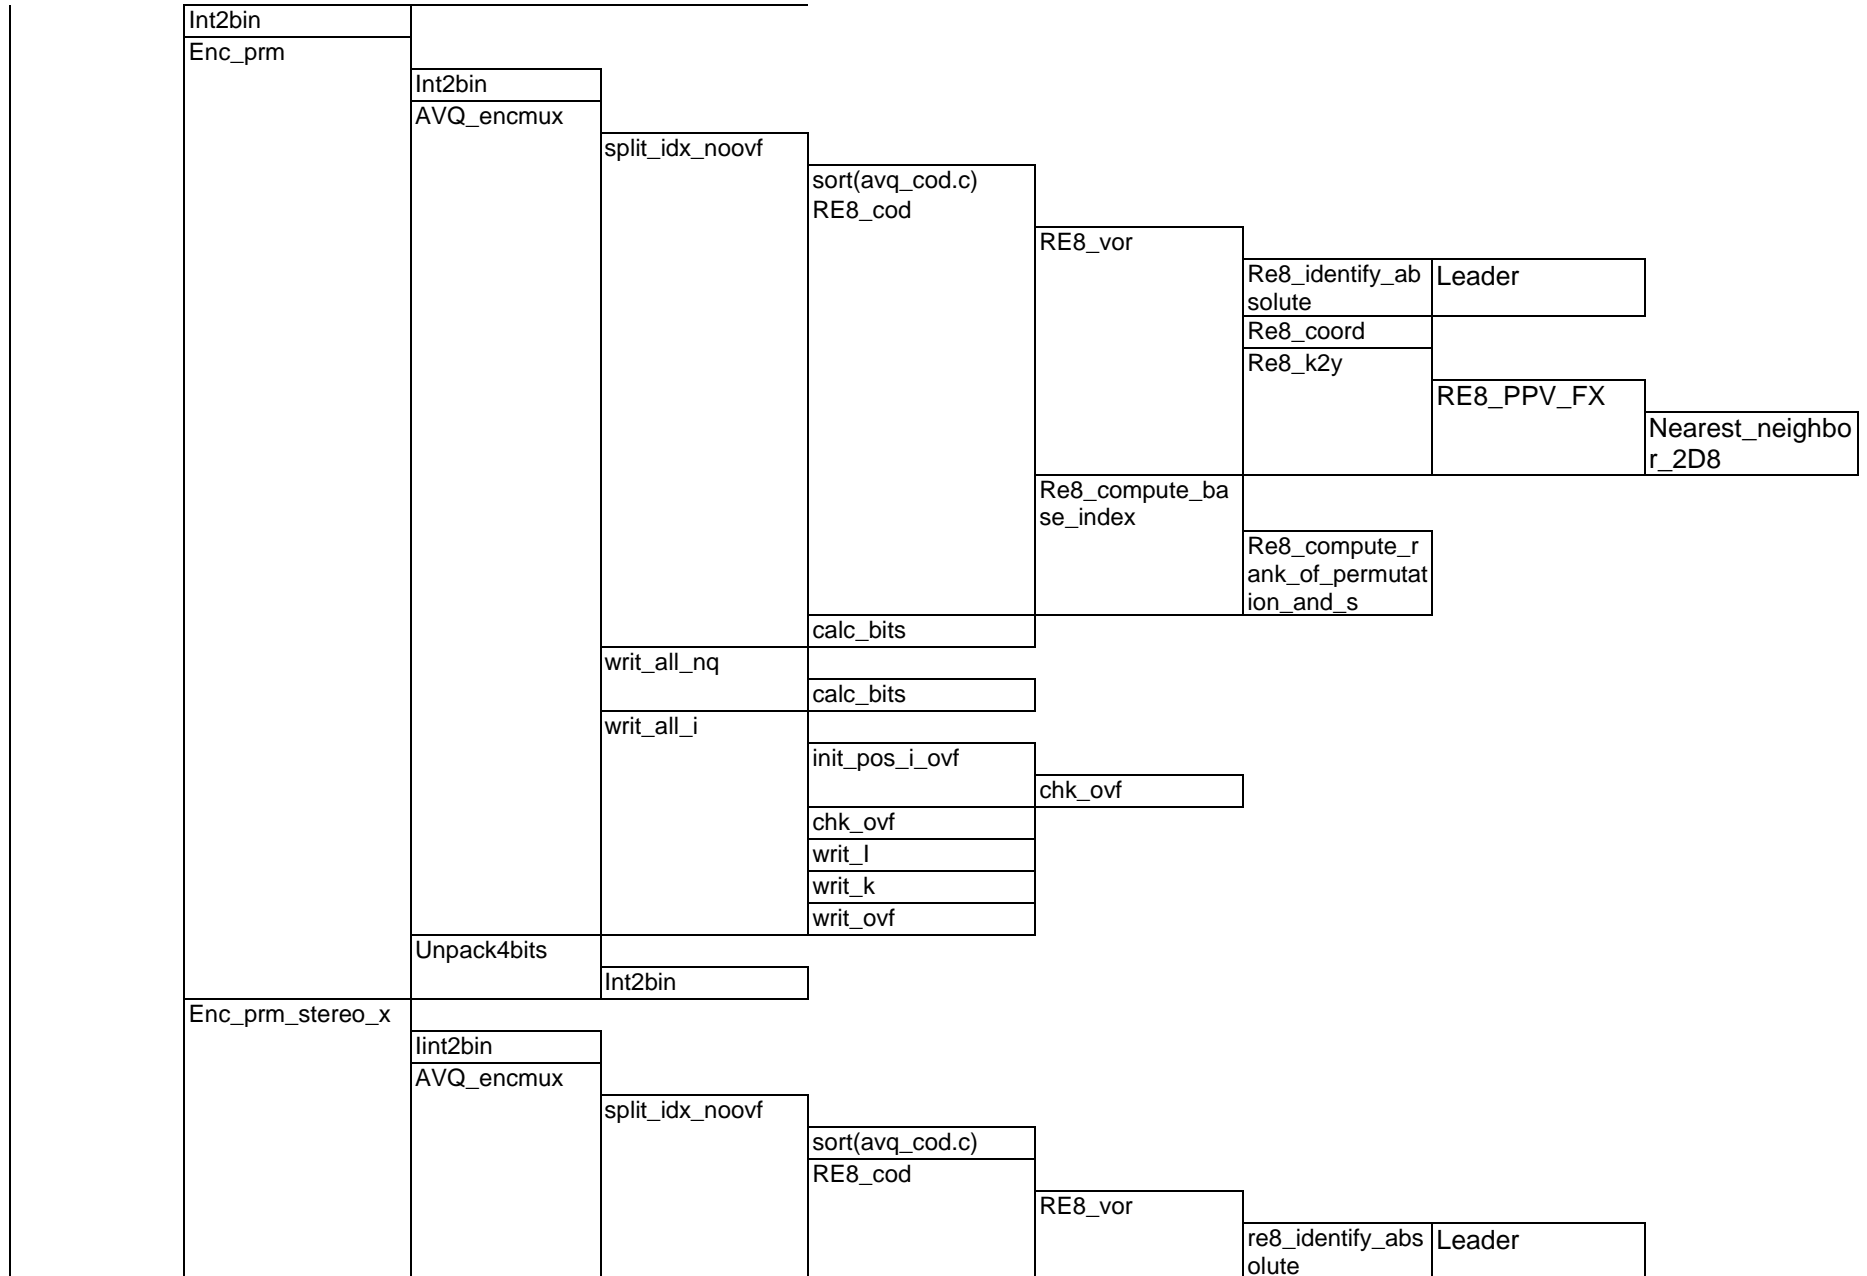 Int2bin
Enc_prm
Int2bin
AVQ_encmux
split_idx_noovf
sort(avq_cod.c)
RE8_cod
RE8_vor
Re8_identify_ab
solute
Leader
Re8_coord
Re8_k2y
RE8_PPV_FX
Nearest_neighbo
r_2D8
Re8_compute_ba
se_index
Re8_compute_r
ank_of_permutat
ion_and_s
calc_bits
writ_all_nq
calc_bits
writ_all_i
init_pos_i_ovf
chk_ovf
chk_ovf
writ_I
writ_k
writ_ovf
Unpack4bits
Int2bin
Enc_prm_stereo_x
Iint2bin
AVQ_encmux
split_idx_noovf
sort(avq_cod.c)
RE8_cod
RE8_vor
re8_identify_abs
olute
Leader